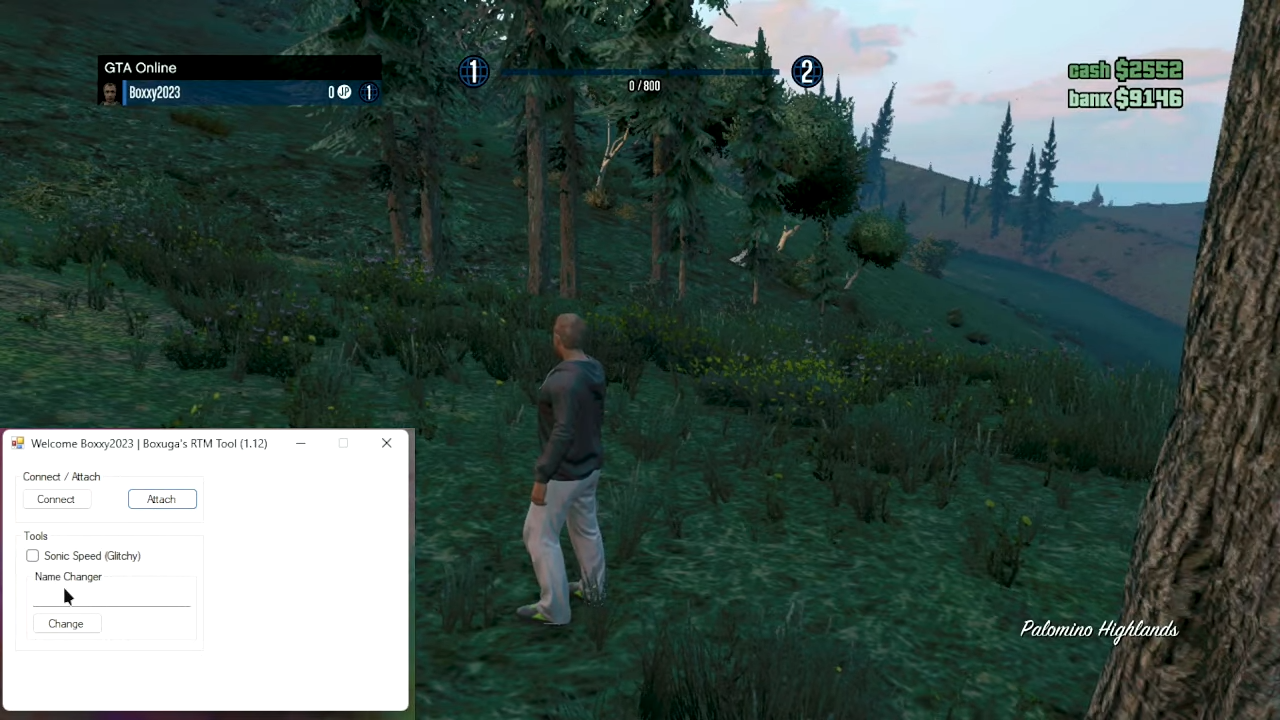 GTA Online
Boxxy2023 0 JP 1
1 2
0 / 800
cash $2552
bank $9146
Welcome Boxxy2023 | Boxuga's RTM Tool (1.12)
Connect / Attach
Connect Attach
Tools
Sonic Speed (Glitchy)
Name Changer
Change
Palomino Highlands